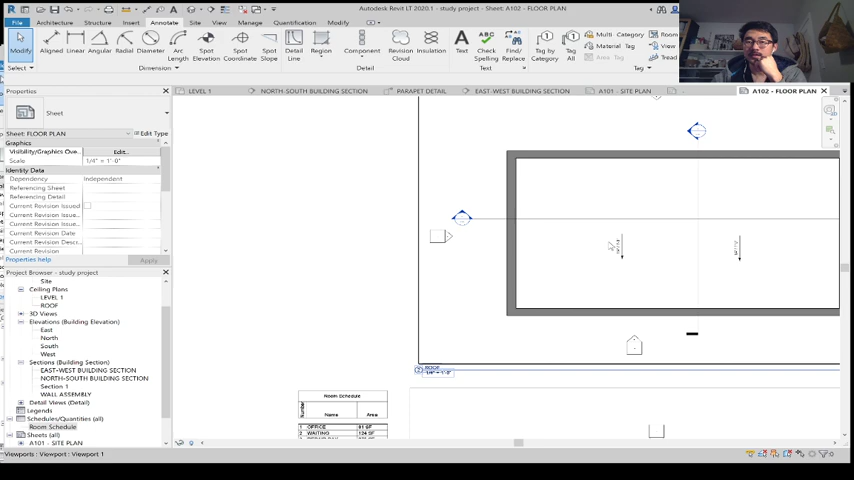 Autodesk Revit LT 2020.1 - study project - Sheet: A102 - FLOOR PLAN
File Architecture Structure Insert Annotate Site View Manage Quantification Modify
Modify Aligned Linear Angular Radial Diameter Arc Length Spot Elevation Spot Coordinate Spot Slope Detail Line Region Component Revision Cloud Insulation Text Check Spelling Find/ Replace Tag by Category Tag All Multi Category Material Tag Area Tag Room View Tread
Select Dimension Detail Text Tag
Properties
LEVEL 1 NORTH-SOUTH BUILDING SECTION PARAPET DETAIL EAST-WEST BUILDING SECTION A101 - SITE PLAN A102 - FLOOR PLAN
Sheet
Sheet: FLOOR PLAN Edit Type
Graphics
Visibility/Graphics Ove... Edit...
Scale 1/4" = 1'-0"
Identity Data
Dependency Independent
Referencing Sheet
Referencing Detail
Current Revision Issued
Current Revision Issue...
Current Revision Issue...
Current Revision Date
Current Revision Descr...
Current Revision
Properties help Apply
Project Browser - study project
Site
Ceiling Plans
LEVEL 1
ROOF
3D Views
Elevations (Building Elevation)
East
North
South
West
Sections (Building Section)
EAST-WEST BUILDING SECTION
NORTH-SOUTH BUILDING SECTION
Section 1
WALL ASSEMBLY
Detail Views (Detail)
Legends
Schedules/Quantities (all)
Room Schedule
Sheets (all)
A101 - SITE PLAN
ROOF
1/4" = 1'-0"
Room Schedule
Number Name Area
1 OFFICE 81 SF
2 WAITING 124 SF
Viewports : Viewport : Viewport 1